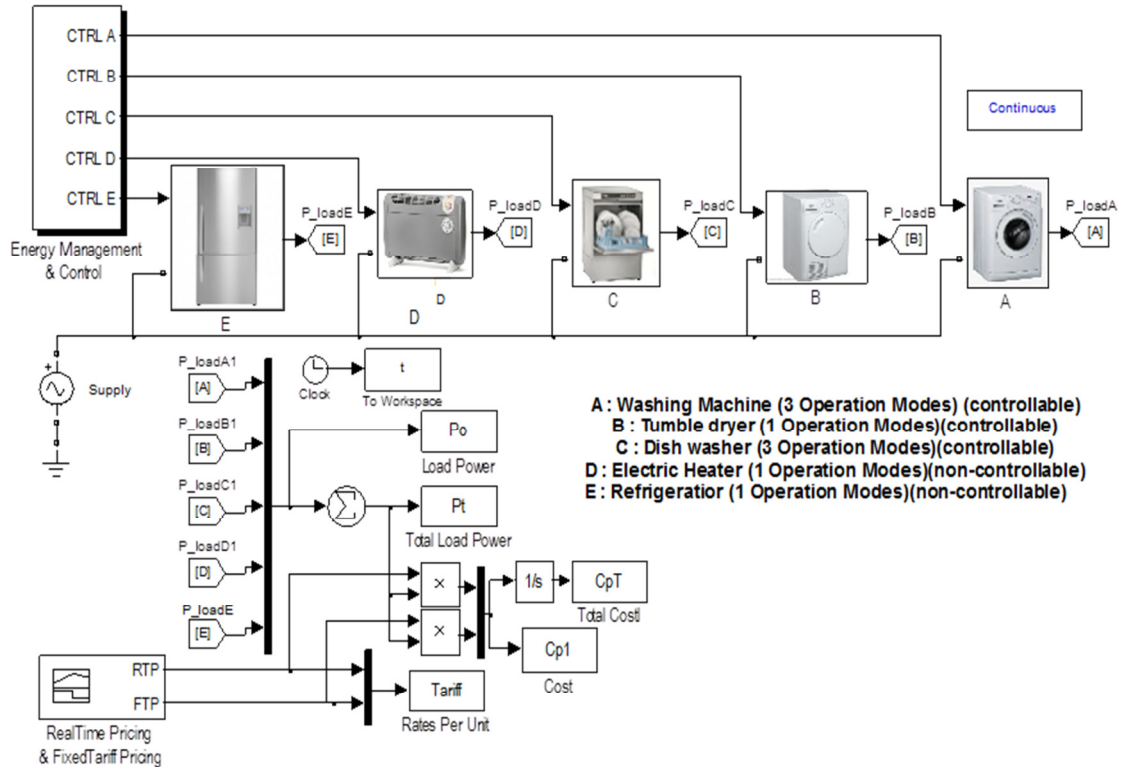 CTRL A
CTRL B
CTRL C
CTRL D
CTRL E
Energy Management
& Control
Continuous
P_loadE
[E]
P_loadD
[D]
P_loadC
[C]
P_loadB
[B]
P_loadA
[A]
E
D
D
C
B
A
+
Supply
P_loadA1
[A]
P_loadB1
[B]
P_loadC1
[C]
P_loadD1
[D]
P_loadE
[E]
Clock
t
To Workspace
Po
Load Power
Σ
Pt
Total Load Power
×
×
1/s
CpT
Total Costl
Cp1
Cost
RTP
FTP
RealTime Pricing
& FixedTariff Pricing
Tariff
Rates Per Unit
A : Washing Machine (3 Operation Modes) (controllable)
B : Tumble dryer (1 Operation Modes)(controllable)
C : Dish washer (3 Operation Modes)(controllable)
D : Electric Heater (1 Operation Modes)(non-controllable)
E : Refrigeratior (1 Operation Modes)(non-controllable)